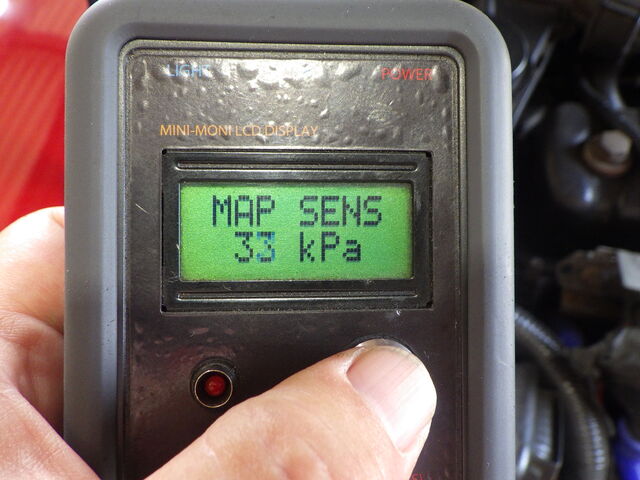 LIGHT
POWER
MINI-MONI LCD DISPLAY
MAP SENS
33 kPa